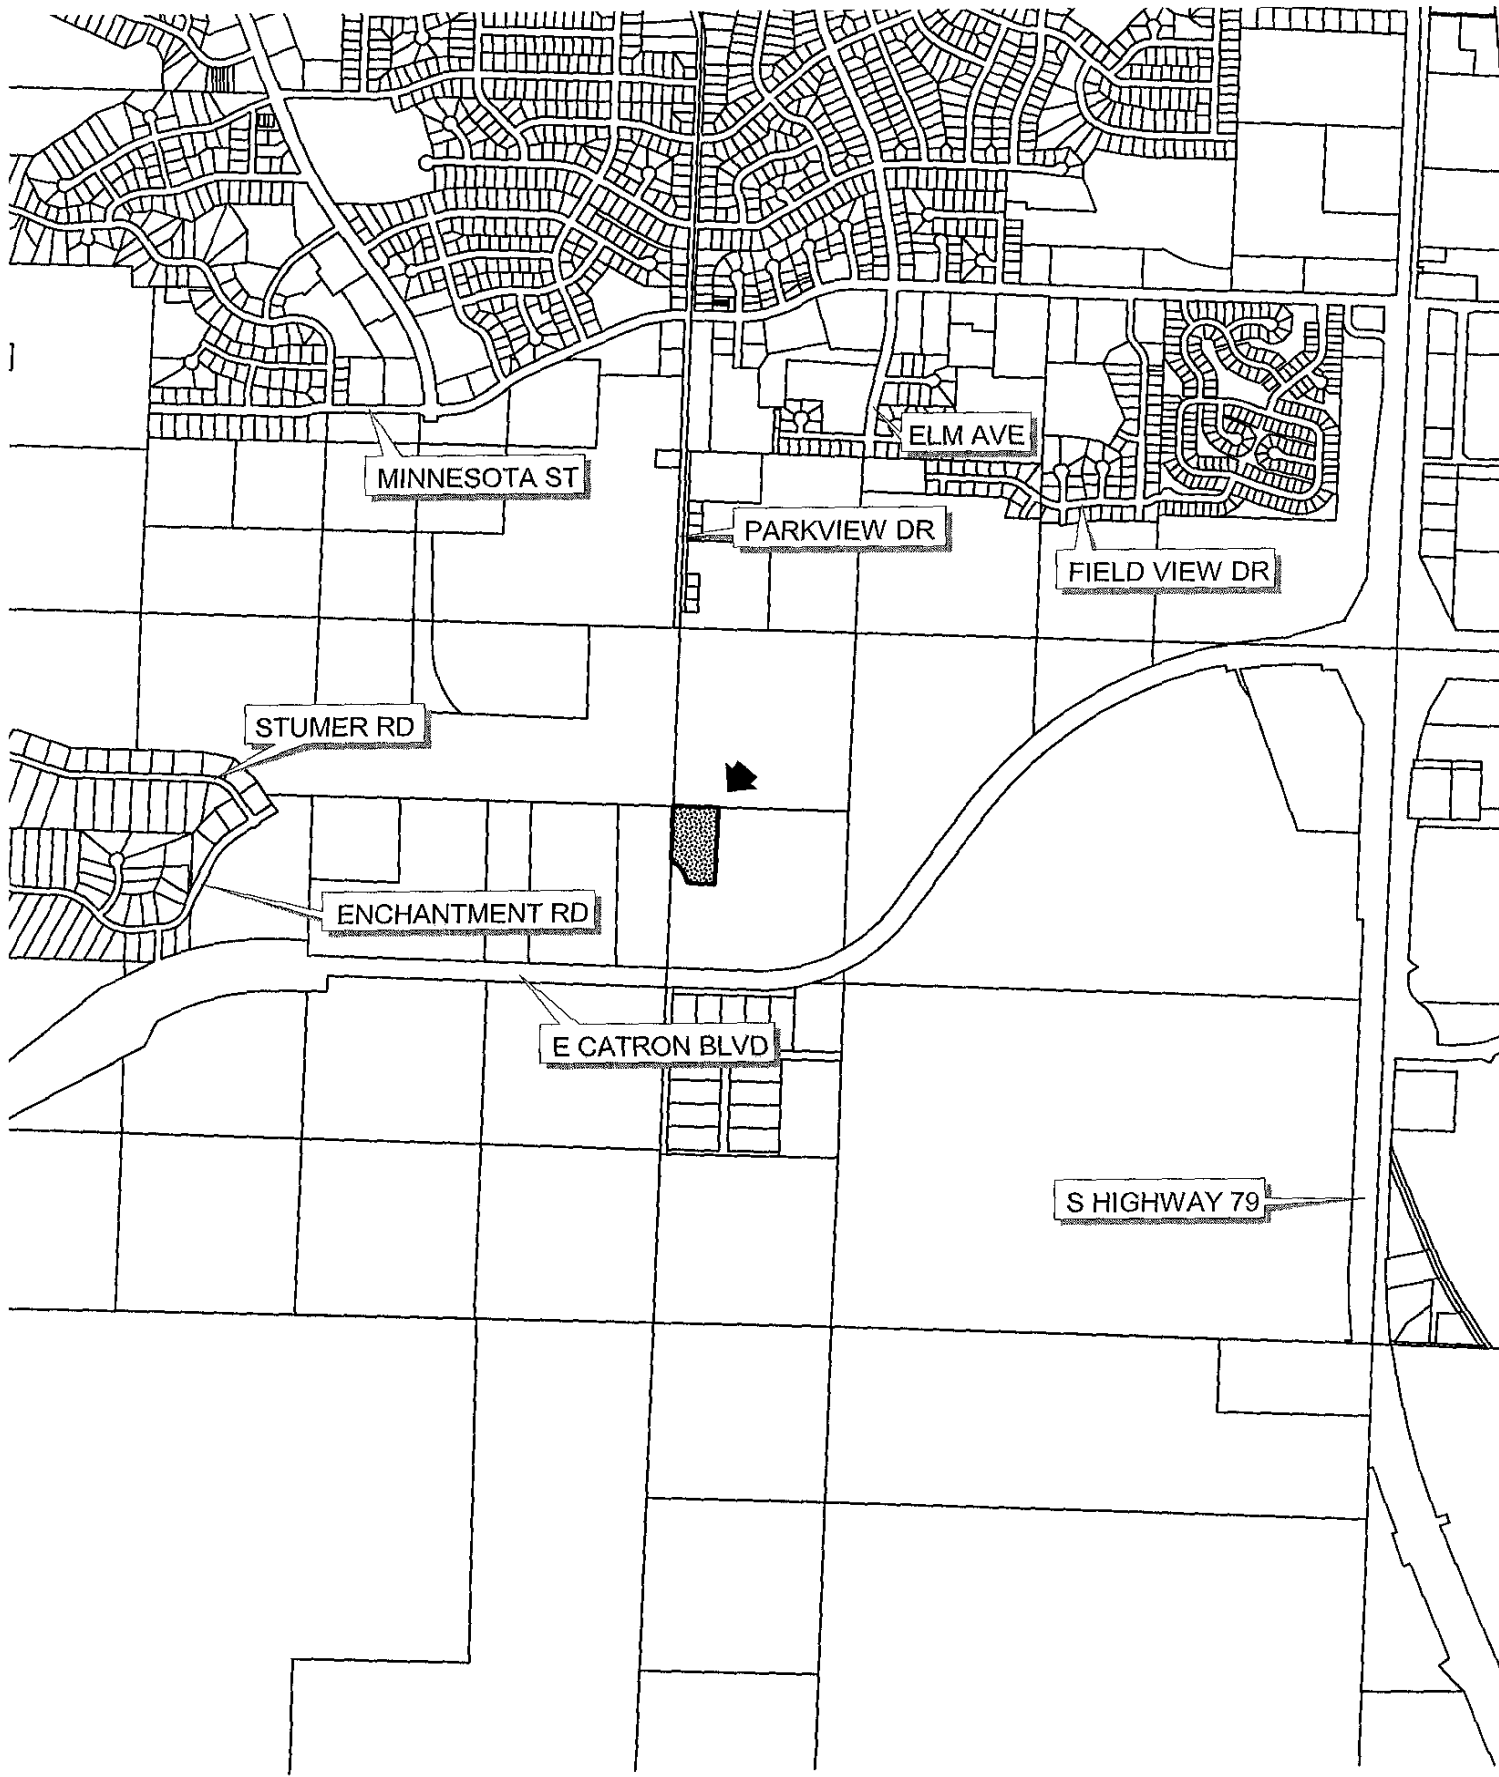 ELM AVE
MINNESOTA ST
PARKVIEW DR
FIELD VIEW DR
STUMER RD
ENCHANTMENT RD
E CATRON BLVD
S HIGHWAY 79